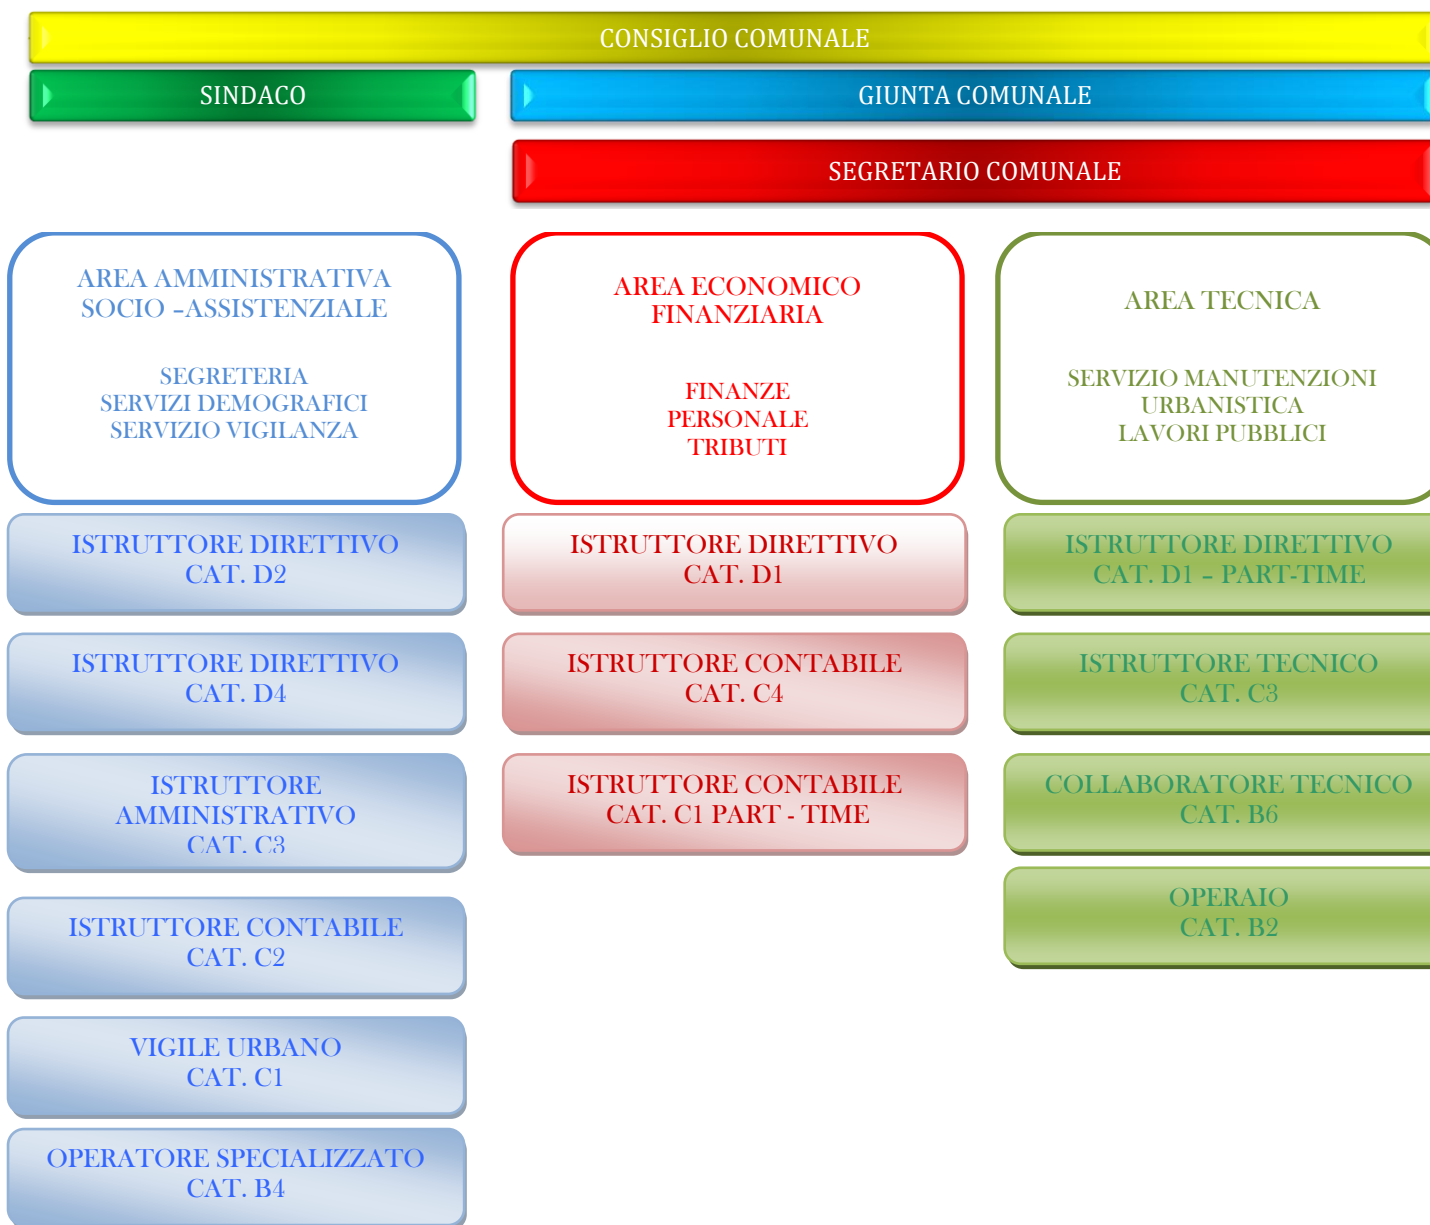 CONSIGLIO COMUNALE
SINDACO
GIUNTA COMUNALE
SEGRETARIO COMUNALE
AREA AMMINISTRATIVA
SOCIO –ASSISTENZIALE
SEGRETERIA
SERVIZI DEMOGRAFICI
SERVIZIO VIGILANZA
ISTRUTTORE DIRETTIVO
CAT. D2
ISTRUTTORE DIRETTIVO
CAT. D4
ISTRUTTORE
AMMINISTRATIVO
CAT. C3
ISTRUTTORE CONTABILE
CAT. C2
VIGILE URBANO
CAT. C1
OPERATORE SPECIALIZZATO
CAT. B4
AREA ECONOMICO
FINANZIARIA
FINANZE
PERSONALE
TRIBUTI
ISTRUTTORE DIRETTIVO
CAT. D1
ISTRUTTORE CONTABILE
CAT. C4
ISTRUTTORE CONTABILE
CAT. C1 PART - TIME
AREA TECNICA
SERVIZIO MANUTENZIONI
URBANISTICA
LAVORI PUBBLICI
ISTRUTTORE DIRETTIVO
CAT. D1 – PART-TIME
ISTRUTTORE TECNICO
CAT. C3
COLLABORATORE TECNICO
CAT. B6
OPERAIO
CAT. B2